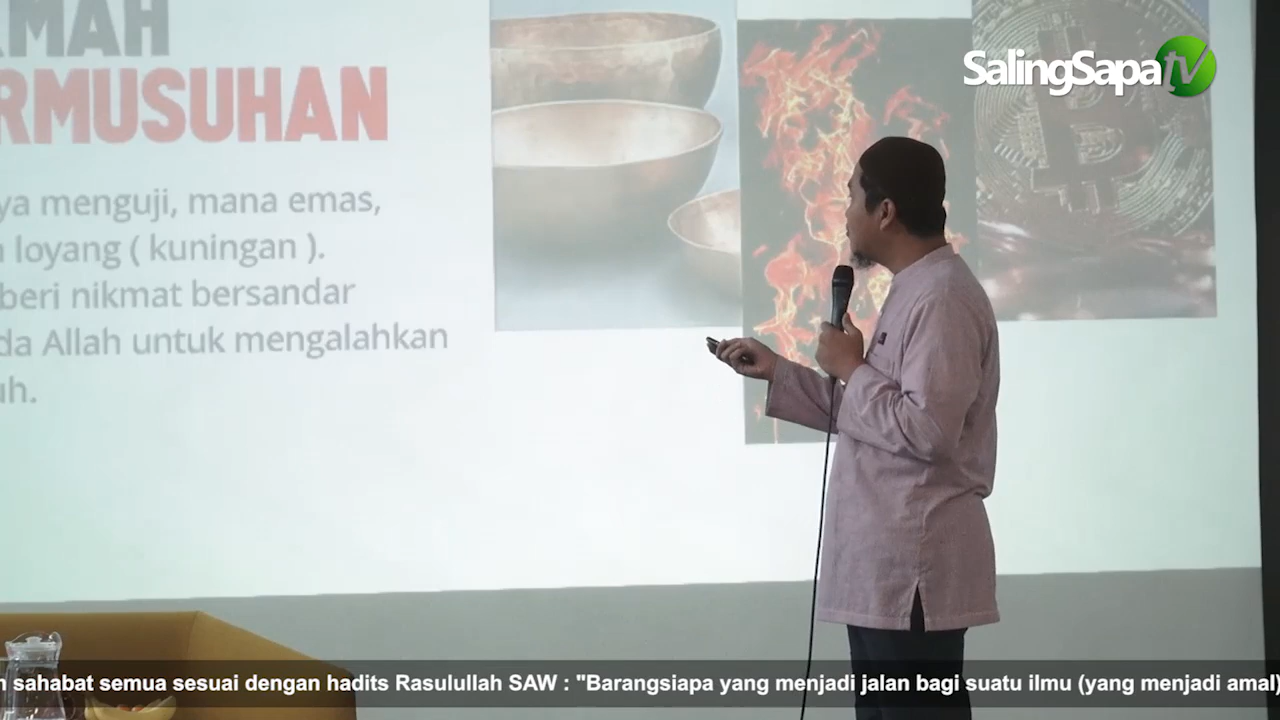 SalingSapa tv
RMAH
RMUSUHAN
ya menguji, mana emas,
loyang ( kuningan ).
beri nikmat bersandar
da Allah untuk mengalahkan
uh.
sahabat semua sesuai dengan hadits Rasulullah SAW : "Barangsiapa yang menjadi jalan bagi suatu ilmu (yang menjadi amal)